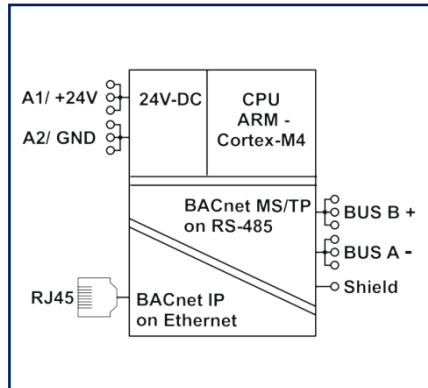 A1/ +24V
24V-DC
CPU
ARM -
Cortex-M4
A2/ GND
BACnet MS/TP
on RS-485
BUS B +
BUS A -
Shield
RJ45
BACnet IP
on Ethernet